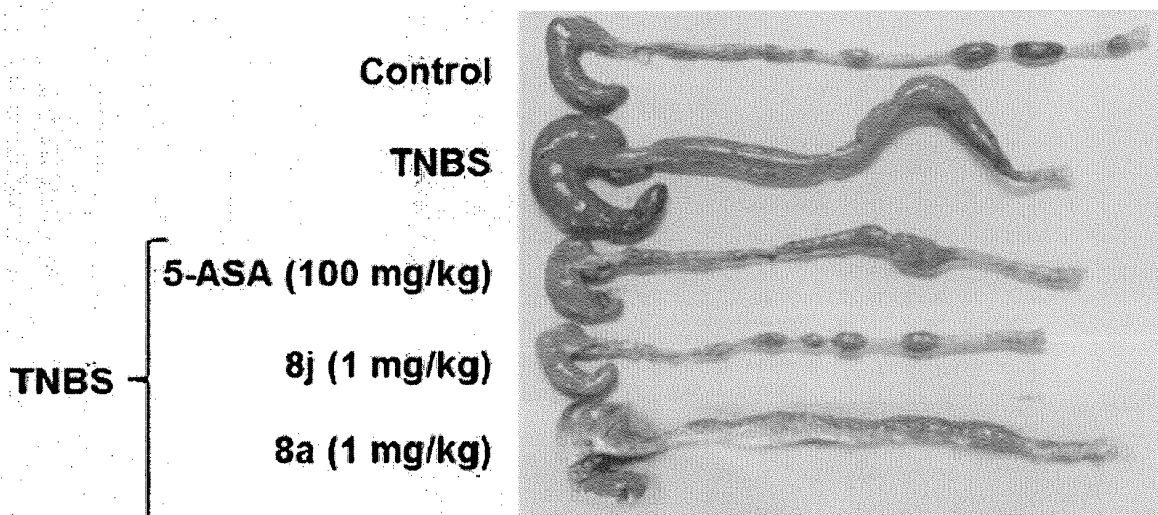 Control
TNBS
5-ASA (100 mg/kg)
8j (1 mg/kg)
TNBS
8a (1 mg/kg)